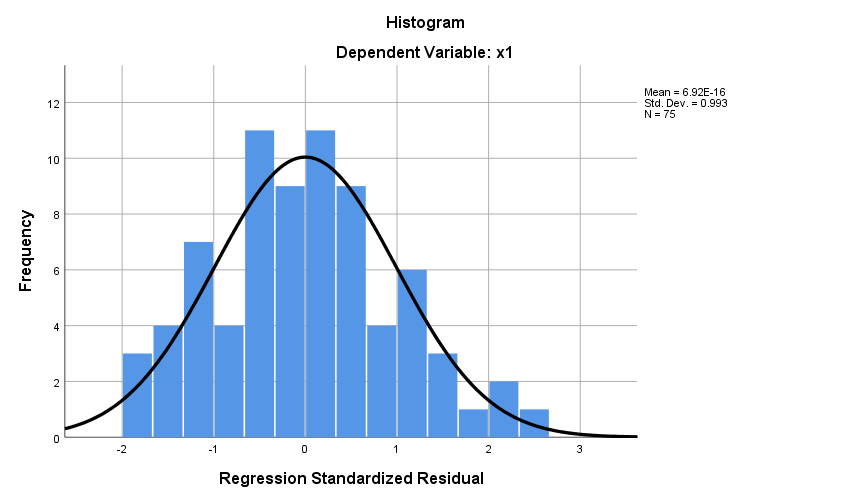 Histogram
Dependent Variable: x1
Mean = 6.92E-16
Std. Dev. = 0.993
N = 75
Frequency
12
10
8
6
4
2
0
-2 -1 0 1 2 3
Regression Standardized Residual